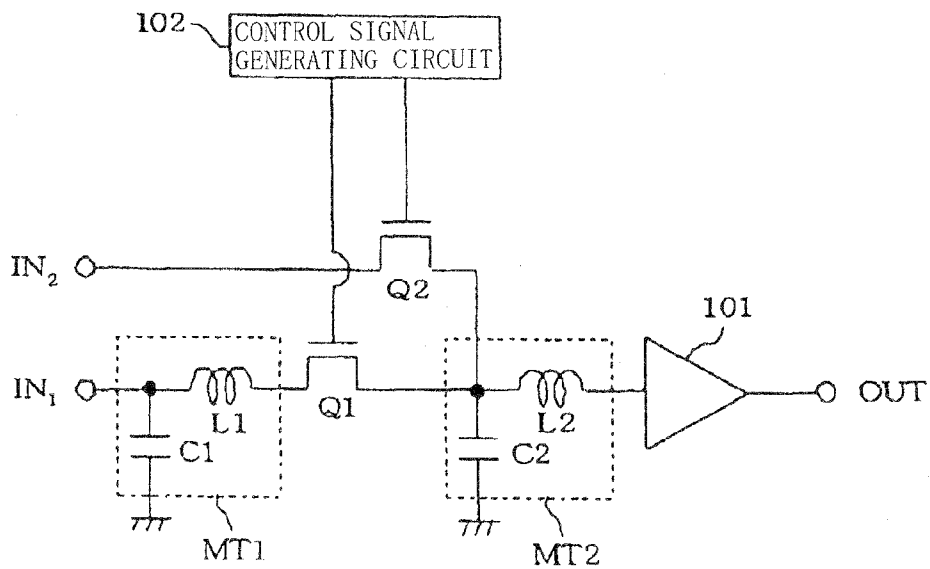 102
CONTROL SIGNAL
GENERATING CIRCUIT
IN₂
Q2
101
IN₁
L1
Q1
L2
OUT
C1
C2
MT1
MT2